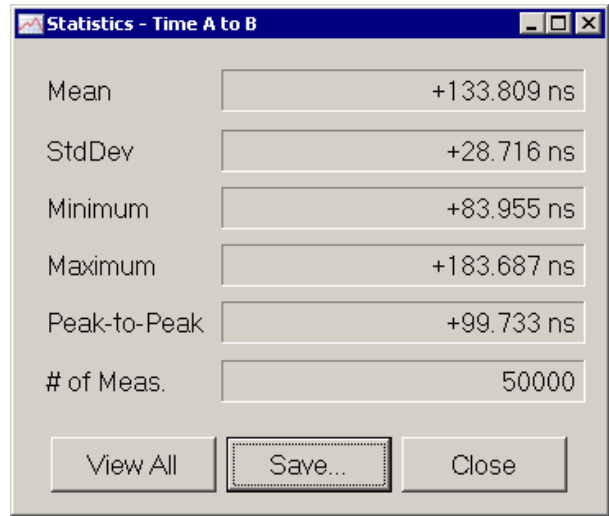 Statistics - Time A to B
Mean +133.809 ns
StdDev +28.716 ns
Minimum +83.955 ns
Maximum +183.687 ns
Peak-to-Peak +99.733 ns
# of Meas. 50000
View All Save... Close